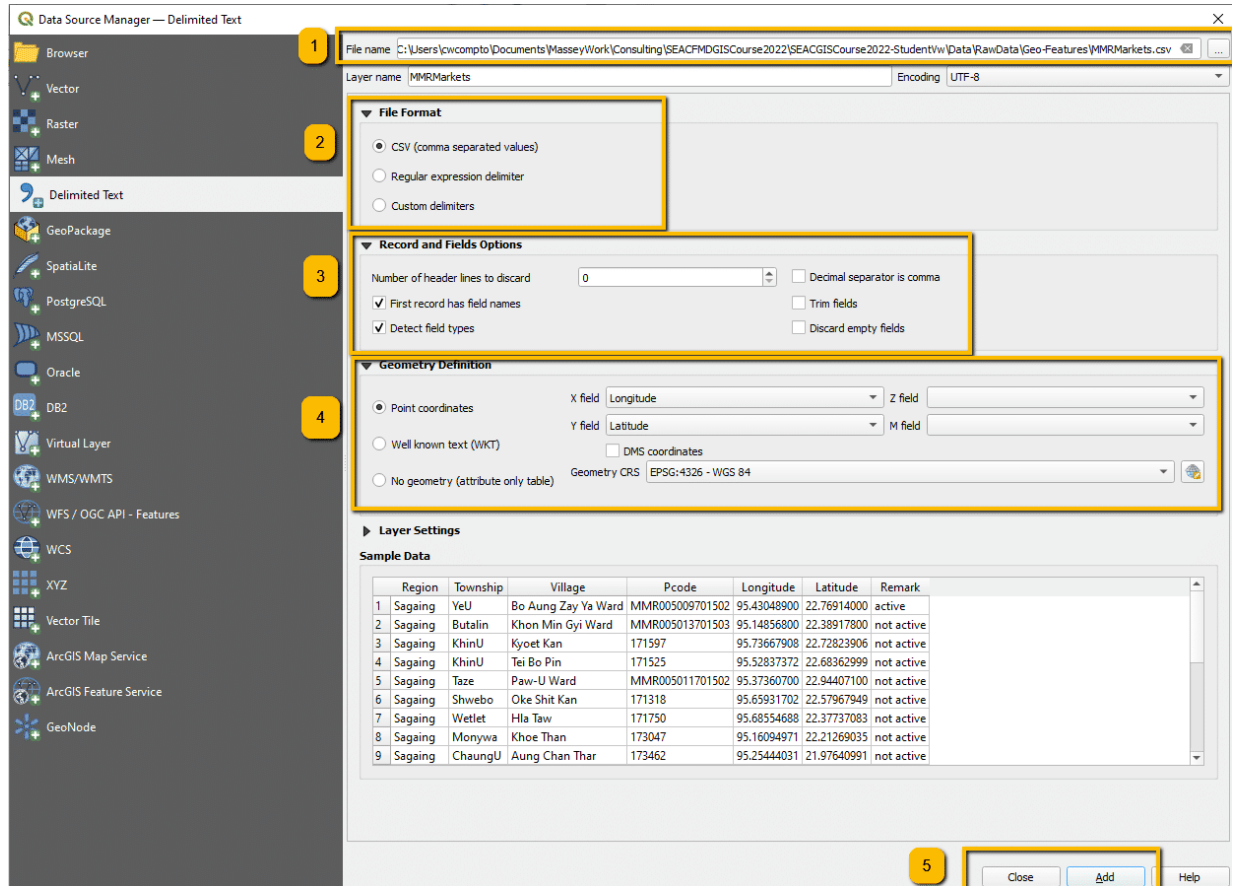 Data Source Manager — Delimited Text
Browser
Vector
Raster
Mesh
Delimited Text
GeoPackage
SpatiaLite
PostgreSQL
MSSQL
Oracle
DB2 DB2
Virtual Layer
WMS/WMTS
WFS / OGC API - Features
WCS
XYZ
Vector Tile
ArcGIS Map Service
ArcGIS Feature Service
GeoNode
1
File name C:\Users\cwcompto\Documents\MasseyWork\Consulting\SEACFMDGISCourse2022\SEACGISCourse2022-StudentVw\Data\RawData\Geo-Features\MMRMarkets.csv ...
Layer name MMRMarkets Encoding UTF-8
2
File Format
CSV (comma separated values)
Regular expression delimiter
Custom delimiters
3
Record and Fields Options
Number of header lines to discard 0 Decimal separator is comma
First record has field names Trim fields
Detect field types Discard empty fields
4
Geometry Definition
Point coordinates
Well known text (WKT)
No geometry (attribute only table)
X field Longitude Z field
Y field Latitude M field
DMS coordinates
Geometry CRS EPSG:4326 - WGS 84
Layer Settings
Sample Data
Region Township Village Pcode Longitude Latitude Remark
1 Sagaing YeU Bo Aung Zay Ya Ward MMR005009701502 95.43048900 22.76914000 active
2 Sagaing Butalin Khon Min Gyi Ward MMR005013701503 95.14856800 22.38917800 not active
3 Sagaing KhinU Kyoet Kan 171597 95.73667908 22.72823906 not active
4 Sagaing KhinU Tei Bo Pin 171525 95.52837372 22.68362999 not active
5 Sagaing Taze Paw-U Ward MMR005011701502 95.37360700 22.94407100 not active
6 Sagaing Shwebo Oke Shit Kan 171318 95.65931702 22.57967949 not active
7 Sagaing Wetlet Hla Taw 171750 95.68554688 22.37737083 not active
8 Sagaing Monywa Khoe Than 173047 95.16094971 22.21269035 not active
9 Sagaing ChaungU Aung Chan Thar 173462 95.25444031 21.97640991 not active
5
Close Add Help